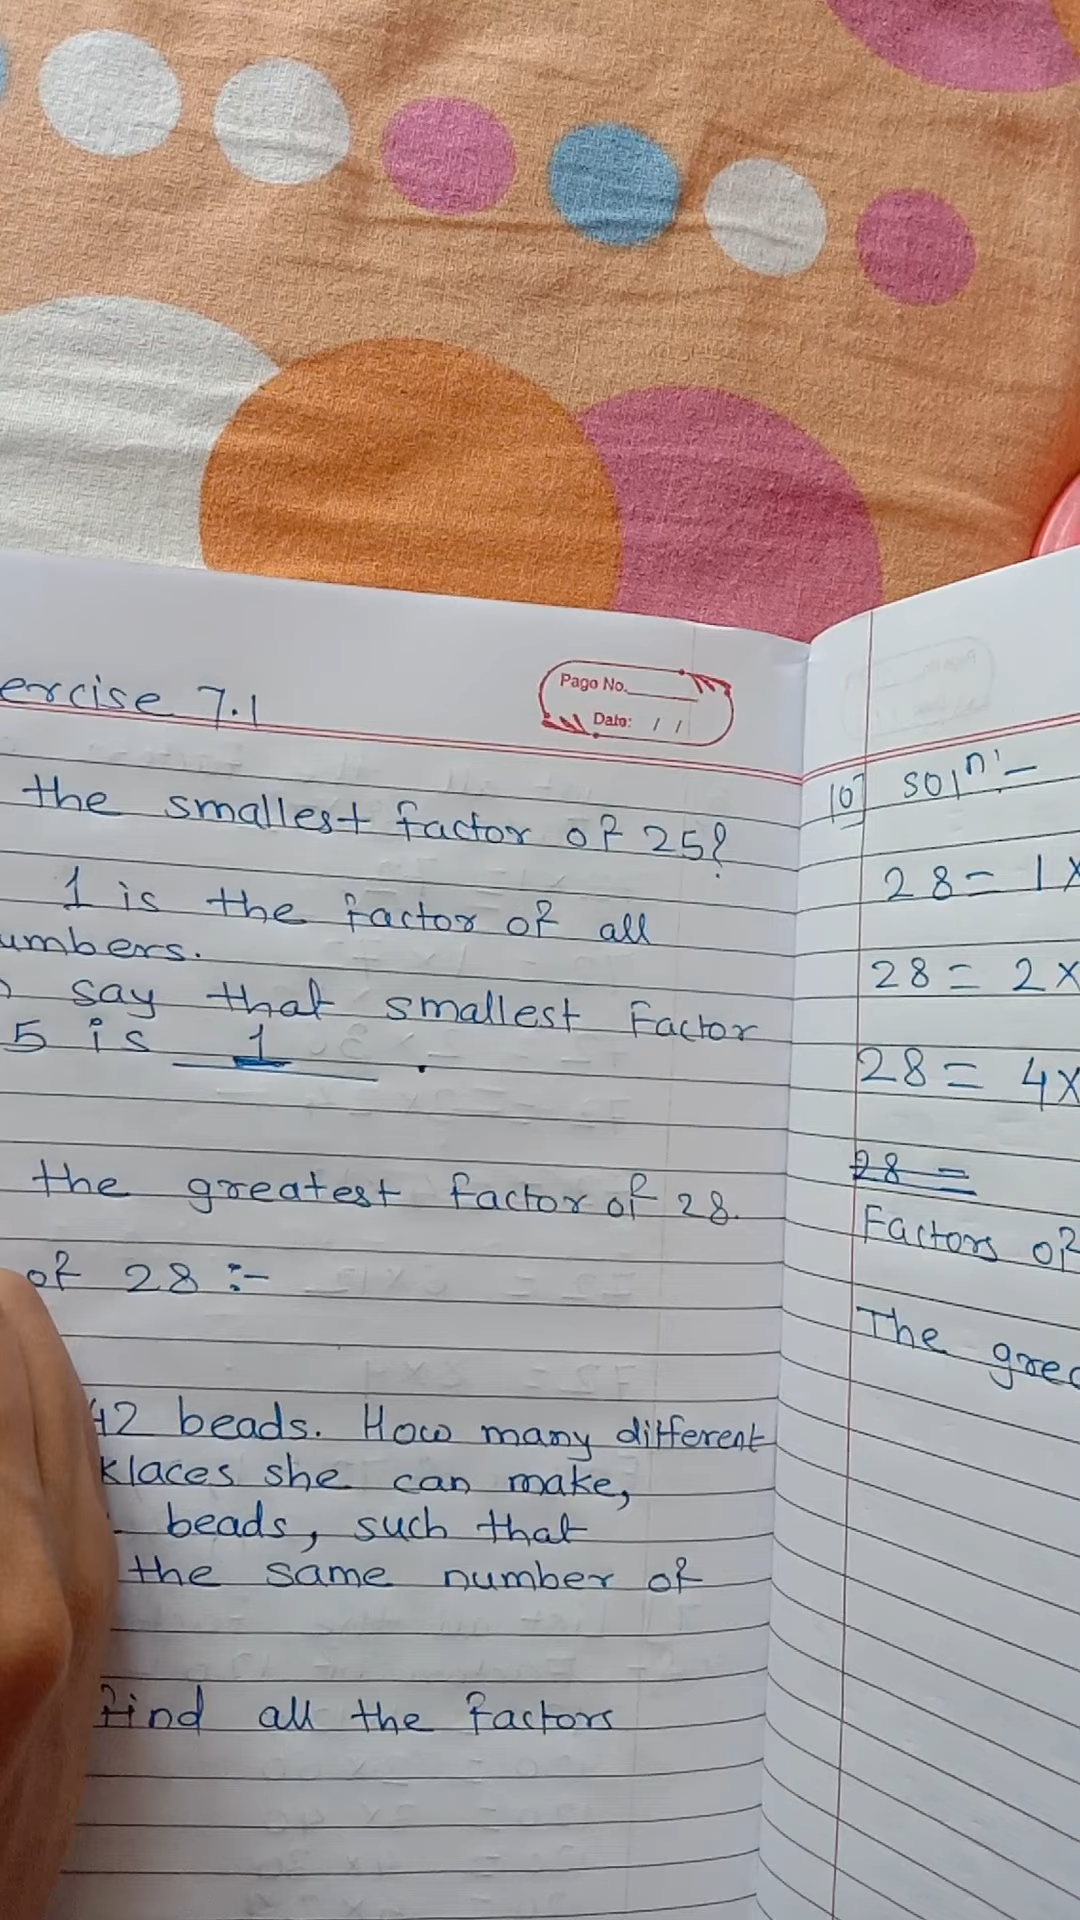 ercise 7.1
Page No.
Date: / /
the smallest factor of 25?
1 is the factor of all
umbers.
say that smallest Factor
5 is 1.
the greatest factor of 28.
of 28 :-
42 beads. How many different
klaces she can make,
beads, such that
the same number of
find all the factors
10] soln:-
28 = 1×
28 = 2×
28 = 4×
28 =
Factors of
The grea